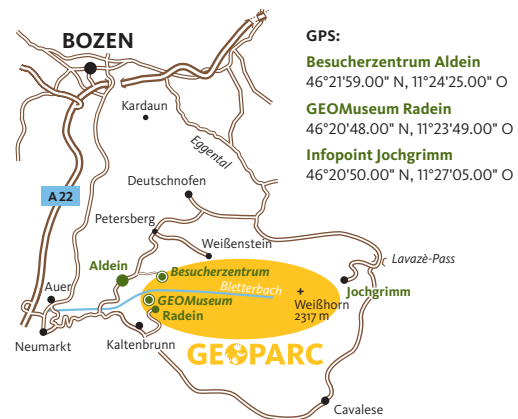 BOZEN
Kardaun
Eggental
Deutschnofen
A 22
Petersberg
Weißenstein
Lavazè-Pass
Aldein
Besucherzentrum
Jochgrimm
Auer
Bletterbach
GEOMuseum
Radein
+
Weißhorn
2317 m
Neumarkt
Kaltenbrunn
GEOPARC
Cavalese
GPS:
Besucherzentrum Aldein
46°21'59.00" N, 11°24'25.00" O
GEOMuseum Radein
46°20'48.00" N, 11°23'49.00" O
Infopoint Jochgrimm
46°20'50.00" N, 11°27'05.00" O